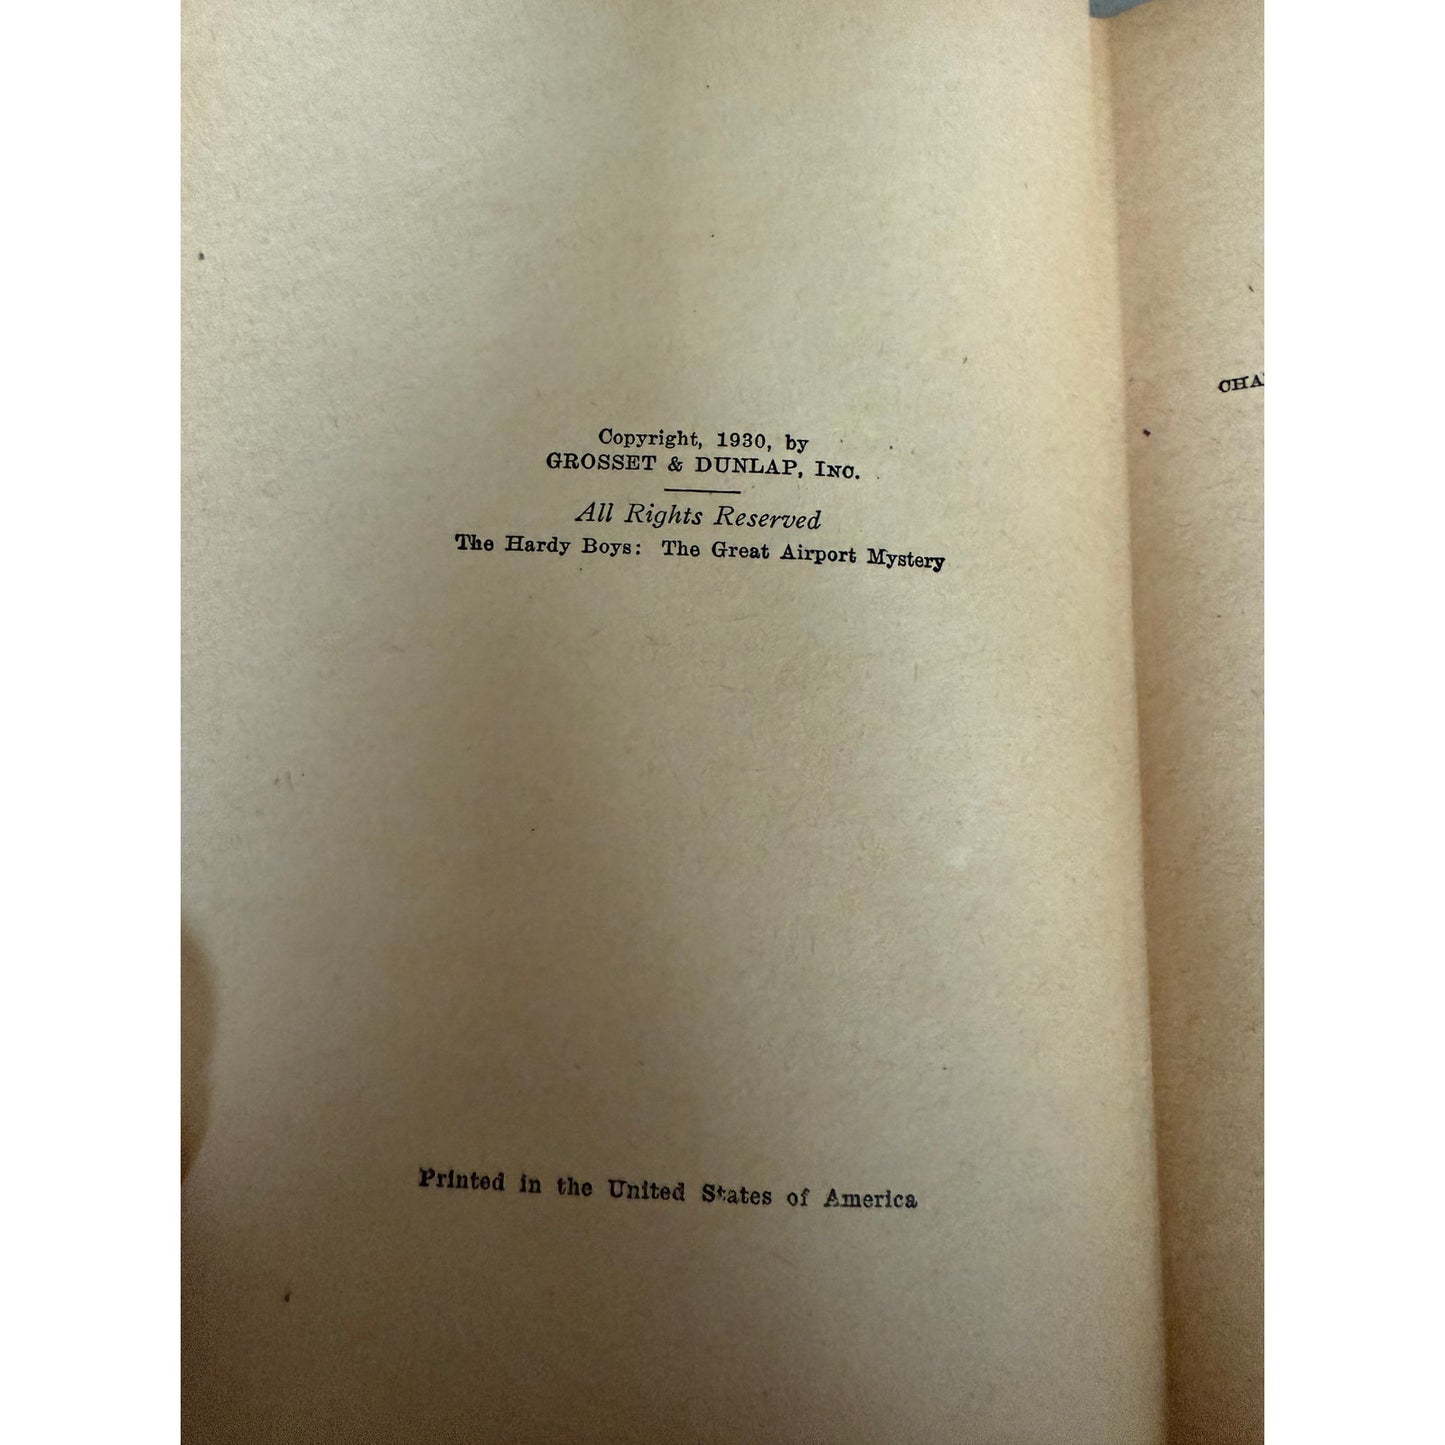 Copyright, 1930, by
GROSSET & DUNLAP, INC.
All Rights Reserved
The Hardy Boys: The Great Airport Mystery
Printed in the United States of America